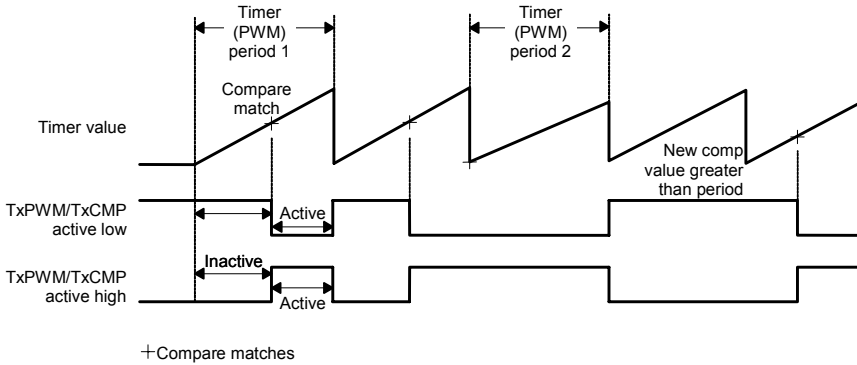 Timer
(PWM)
period 1
Timer
(PWM)
period 2
Compare
match
Timer value
New comp
value greater
than period
TxPWM/TxCMP
active low
Active
Inactive
TxPWM/TxCMP
active high
Active
+Compare matches